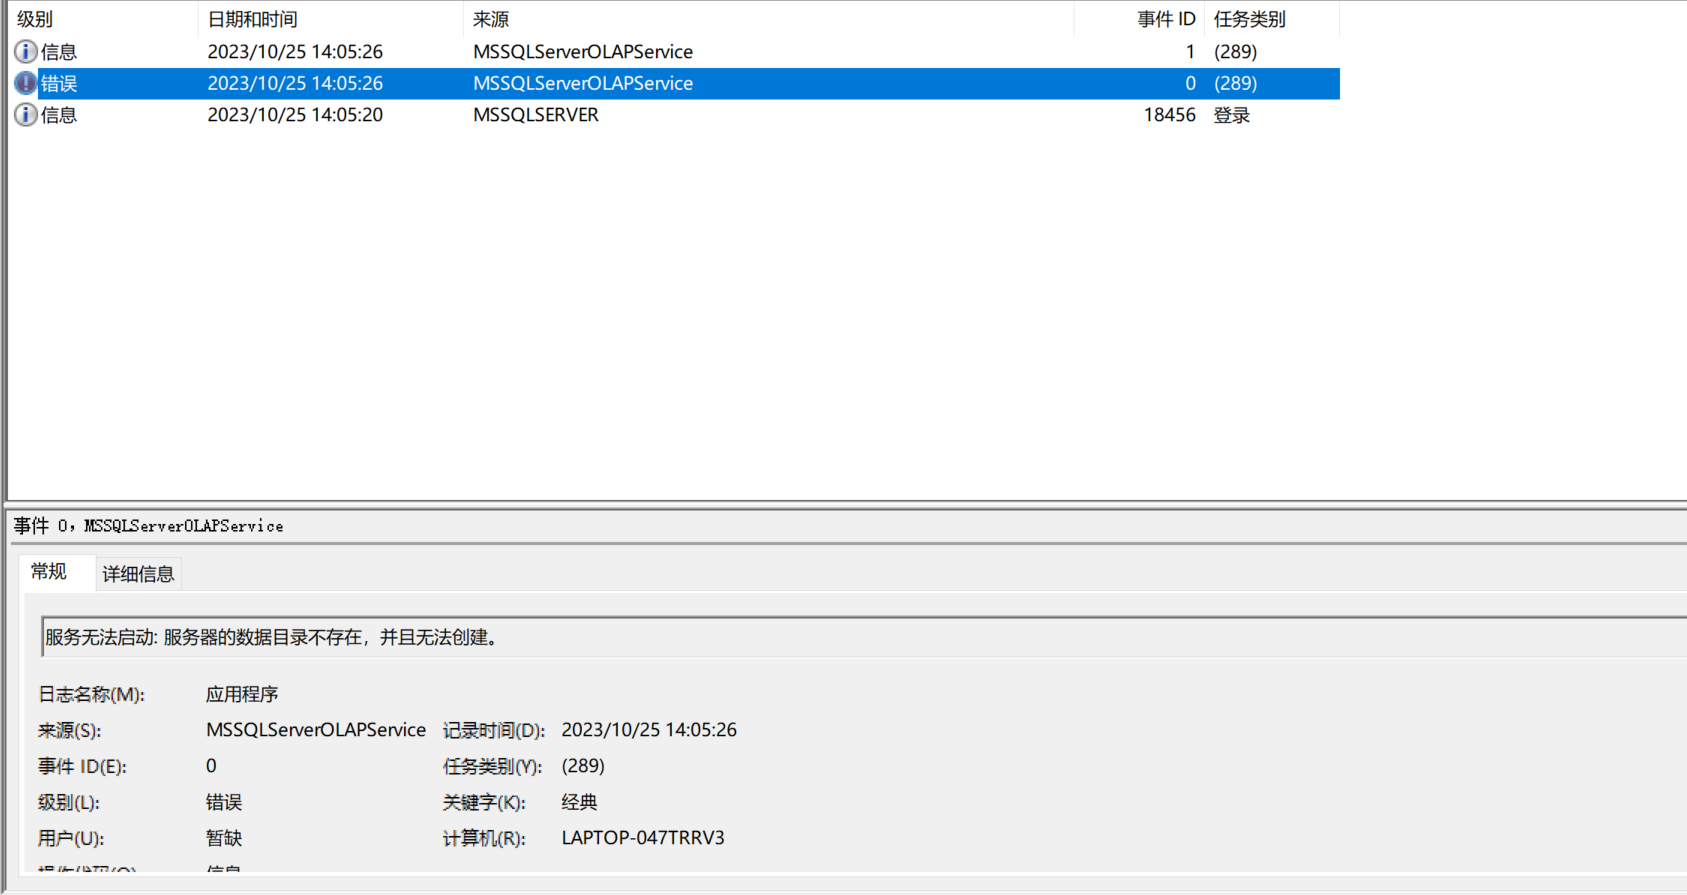 级别 日期和时间 来源 事件 ID 任务类别
信息 2023/10/25 14:05:26 MSSQLServerOLAPService 1 (289)
错误 2023/10/25 14:05:26 MSSQLServerOLAPService 0 (289)
信息 2023/10/25 14:05:20 MSSQLSERVER 18456 登录
事件 0，MSSQLServerOLAPService
常规 详细信息
服务无法启动: 服务器的数据目录不存在，并且无法创建。
日志名称(M): 应用程序
来源(S): MSSQLServerOLAPService 记录时间(D): 2023/10/25 14:05:26
事件 ID(E): 0 任务类别(Y): (289)
级别(L): 错误 关键字(K): 经典
用户(U): 暂缺 计算机(R): LAPTOP-047TRRV3
信息